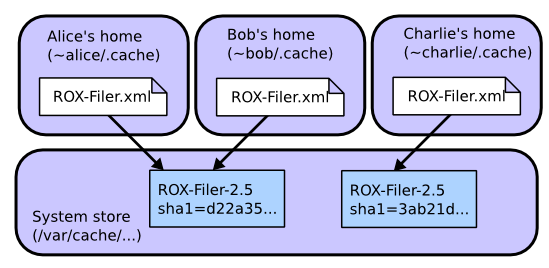 Alice's home
(~alice/.cache)
ROX-Filer.xml
Bob's home
(~bob/.cache)
ROX-Filer.xml
Charlie's home
(~charlie/.cache)
ROX-Filer.xml
System store
(/var/cache/...)
ROX-Filer-2.5
sha1=d22a35...
ROX-Filer-2.5
sha1=3ab21d...